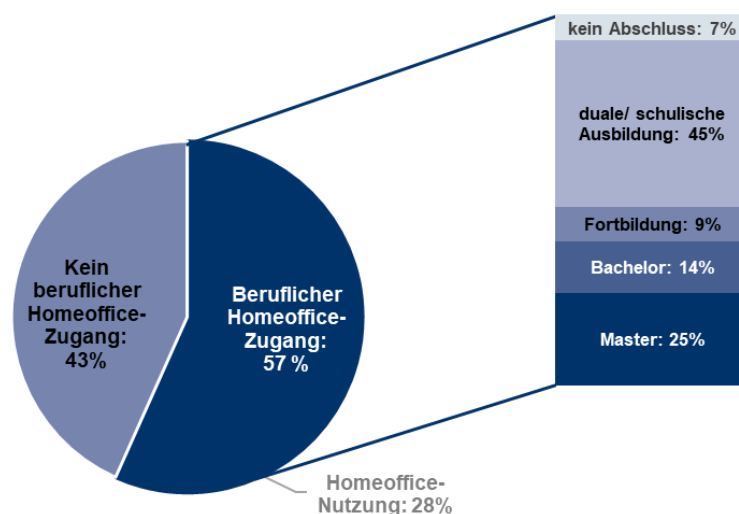 kein Abschluss: 7%
duale/ schulische
Ausbildung: 45%
Fortbildung: 9%
Bachelor: 14%
Master: 25%
Kein
beruflicher
Homeoffice-
Zugang:
43%
Beruflicher
Homeoffice-
Zugang:
57 %
Homeoffice-
Nutzung: 28%